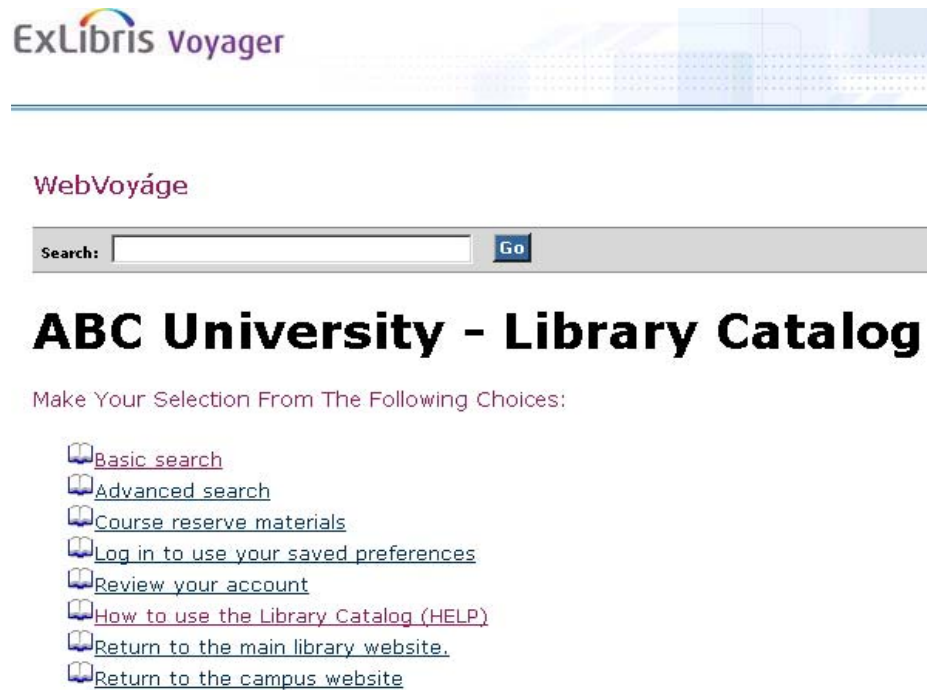 ExLibris Voyager
WebVoyáge
Search: Go
ABC University - Library Catalog
Make Your Selection From The Following Choices:
Basic search
Advanced search
Course reserve materials
Log in to use your saved preferences
Review your account
How to use the Library Catalog (HELP)
Return to the main library website.
Return to the campus website